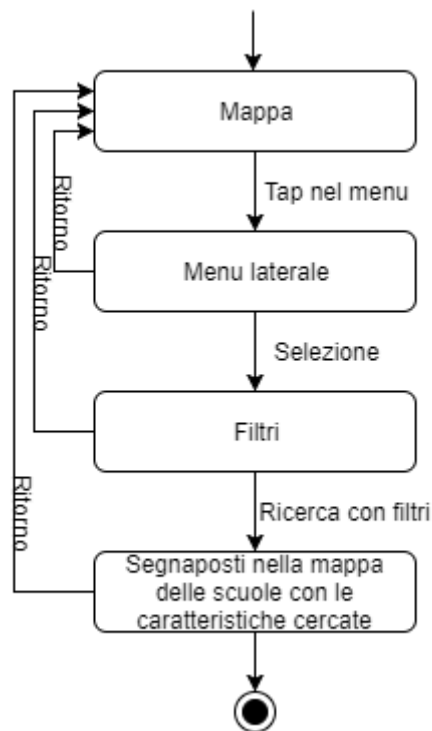 Mappa
Tap nel menu
Ritorno
Menu laterale
Ritorno
Selezione
Filtri
Ritorno
Ricerca con filtri
Segnaposti nella mappa
delle scuole con le
caratteristiche cercate